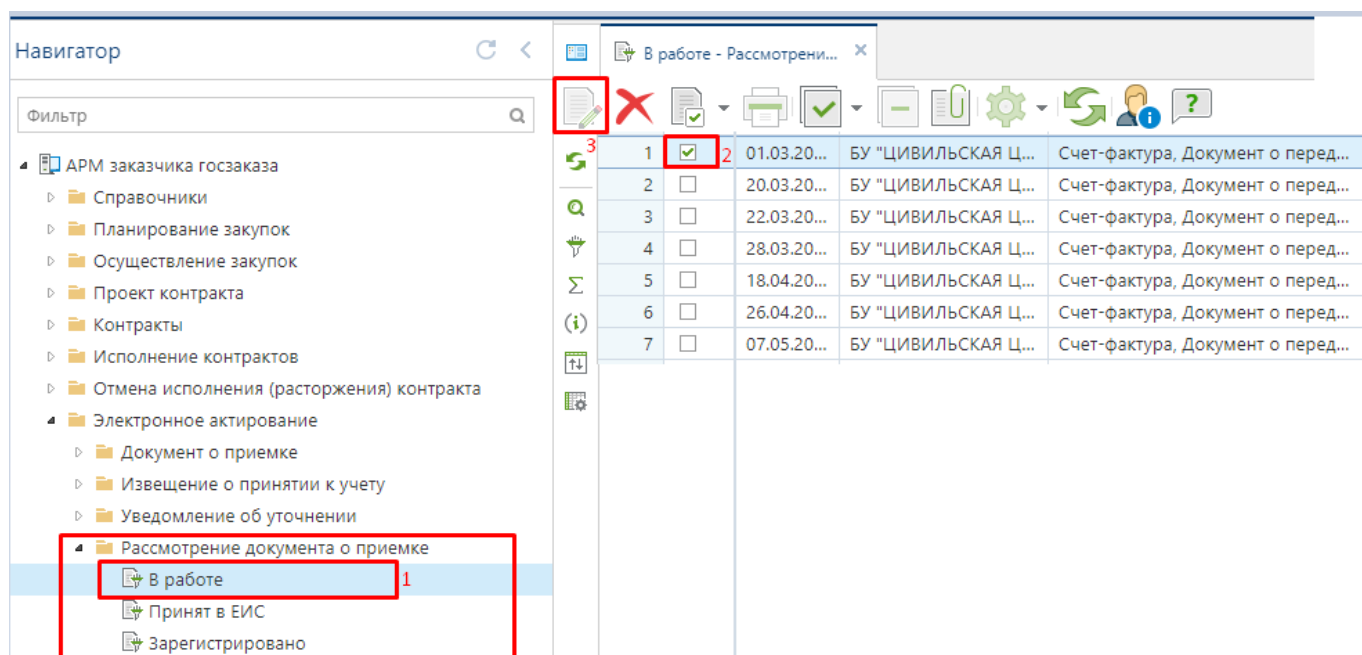 Навигатор
В работе - Рассмотрени...
Фильтр
АРМ заказчика госзаказа
Справочники
Планирование закупок
Осуществление закупок
Проект контракта
Контракты
Исполнение контрактов
Отмена исполнения (расторжения) контракта
Электронное актирование
Документ о приемке
Извещение о принятии к учету
Уведомление об уточнении
Рассмотрение документа о приемке
В работе 1
Принят в ЕИС
Зарегистрировано
3
1 2 01.03.20... БУ "ЦИВИЛЬСКАЯ Ц... Счет-фактура, Документ о перед...
2 20.03.20... БУ "ЦИВИЛЬСКАЯ Ц... Счет-фактура, Документ о перед...
3 22.03.20... БУ "ЦИВИЛЬСКАЯ Ц... Счет-фактура, Документ о перед...
4 28.03.20... БУ "ЦИВИЛЬСКАЯ Ц... Счет-фактура, Документ о перед...
5 18.04.20... БУ "ЦИВИЛЬСКАЯ Ц... Счет-фактура, Документ о перед...
6 26.04.20... БУ "ЦИВИЛЬСКАЯ Ц... Счет-фактура, Документ о перед...
7 07.05.20... БУ "ЦИВИЛЬСКАЯ Ц... Счет-фактура, Документ о перед...